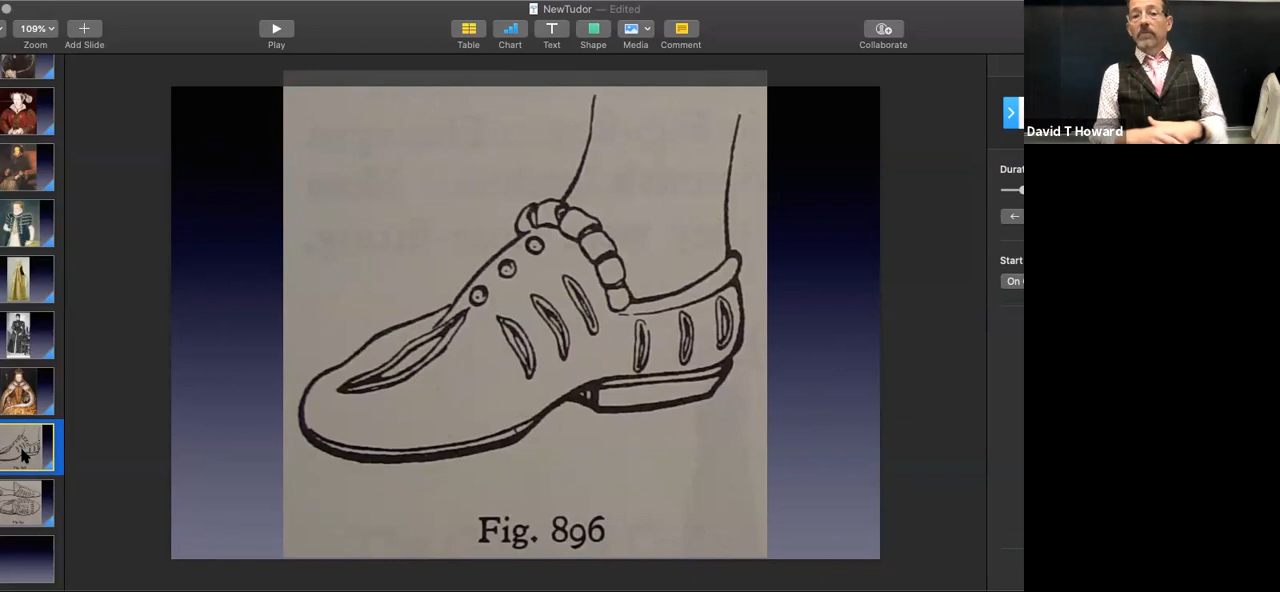 NewTudor — Edited
109%
Zoom
Add Slide
Play
Table
Chart
Text
Shape
Media
Comment
Collaborate
David T Howard
Durat
Start
On
Fig. 896